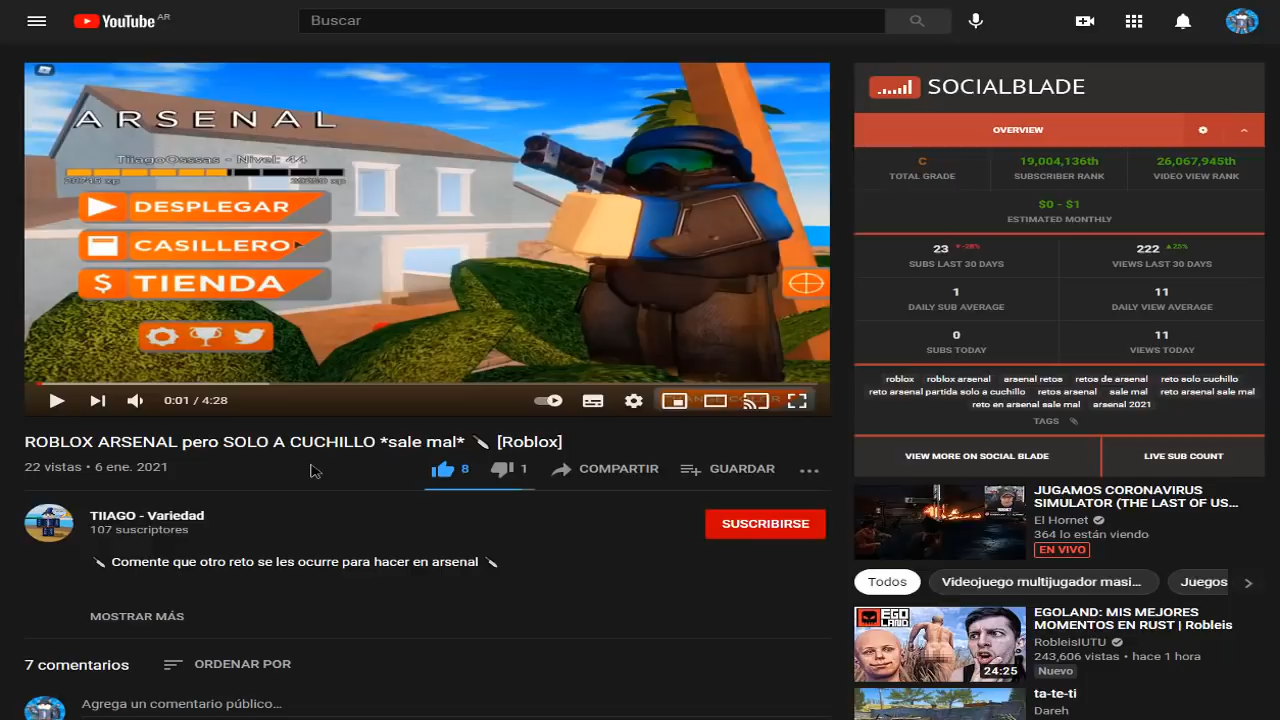 YouTube AR
Buscar
ARSENAL
TiiagoOsssas - Nivel: 44
DESPLEGAR
CASILLERO
$ TIENDA
0:01 / 4:28
ROBLOX ARSENAL pero SOLO A CUCHILLO *sale mal* 🔪 [Roblox]
22 vistas • 6 ene. 2021
8
1
COMPARTIR
GUARDAR
TIIAGO - Variedad
107 suscriptores
SUSCRIBIRSE
🔪 Comente que otro reto se les ocurre para hacer en arsenal 🔪
MOSTRAR MÁS
7 comentarios
ORDENAR POR
Agrega un comentario público...
SOCIALBLADE
OVERVIEW
C
TOTAL GRADE
19,004,136th
SUBSCRIBER RANK
26,067,945th
VIDEO VIEW RANK
$0 - $1
ESTIMATED MONTHLY
23 ▼-28%
SUBS LAST 30 DAYS
222 ▲25%
VIEWS LAST 30 DAYS
1
DAILY SUB AVERAGE
11
DAILY VIEW AVERAGE
0
SUBS TODAY
11
VIEWS TODAY
roblox roblox arsenal arsenal retos retos de arsenal reto solo cuchillo
reto arsenal partida solo a cuchillo retos arsenal sale mal reto arsenal sale mal
reto en arsenal sale mal arsenal 2021
TAGS
VIEW MORE ON SOCIAL BLADE
LIVE SUB COUNT
JUGAMOS CORONAVIRUS
SIMULATOR (THE LAST OF US...
El Hornet
364 lo están viendo
EN VIVO
Todos
Videojuego multijugador masi...
Juegos
EGO
LAND
24:25
EGOLAND: MIS MEJORES
MOMENTOS EN RUST | Robleis
RobleisIUTU
243,606 vistas • hace 1 hora
Nuevo
ta-te-ti
Dareh